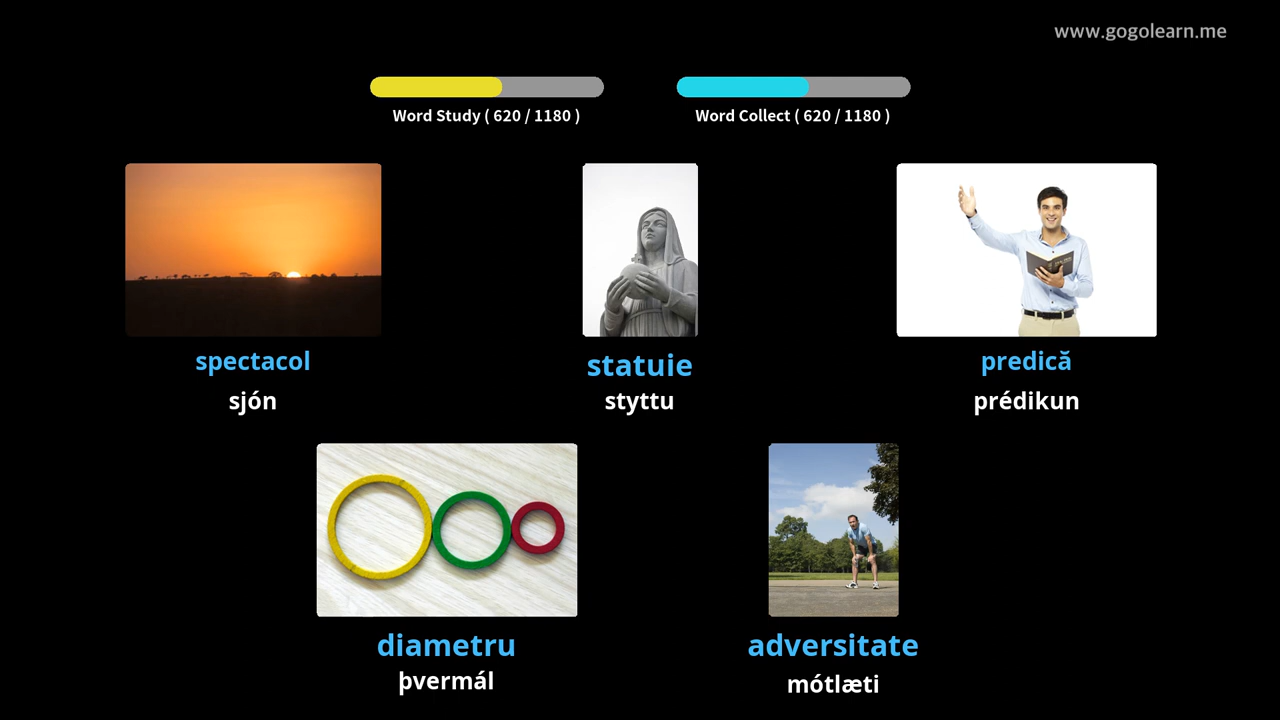 www.gogolearn.me
Word Study ( 620 / 1180 )
Word Collect ( 620 / 1180 )
spectacol
sjón
statuie
styttu
predică
prédikun
diametru
þvermál
adversitate
mótlæti